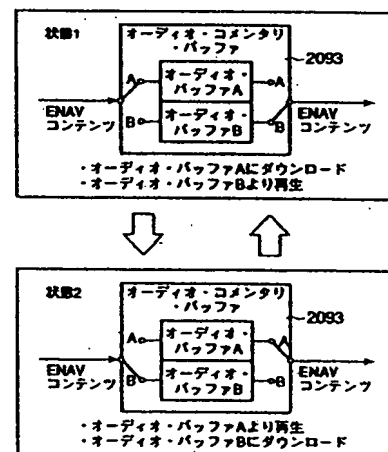 状態1
オーディオ・コメンタリ
・バッファ
2093
A
オーディオ・
バッファA
A
B
オーディオ・
バッファB
B
ENAV
コンテンツ
ENAV
コンテンツ
・オーディオ・バッファAにダウンロード
・オーディオ・バッファBより再生
状態2
オーディオ・コメンタリ
・バッファ
2093
A
オーディオ・
バッファA
A
B
オーディオ・
バッファB
B
ENAV
コンテンツ
ENAV
コンテンツ
・オーディオ・バッファAより再生
・オーディオ・バッファBにダウンロード